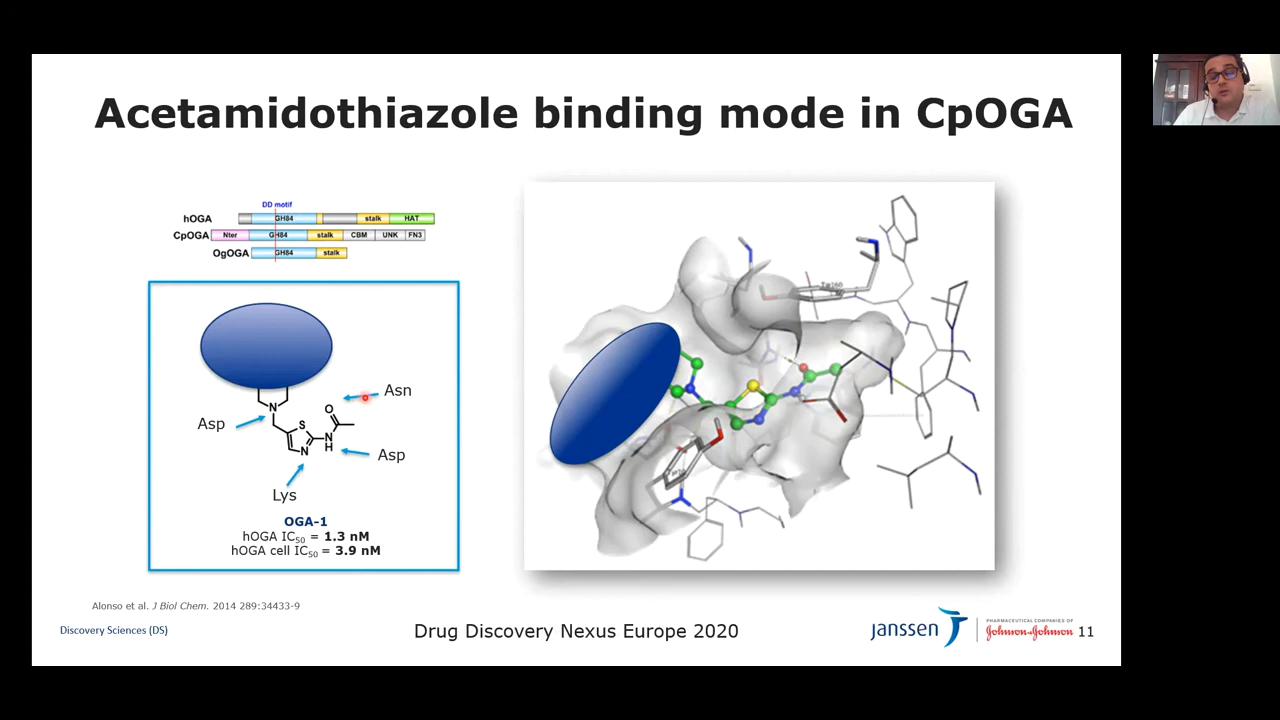 Acetamidothiazole binding mode in CpOGA
DD motif
hOGA GH84 stalk HAT
CpOGA Nter GH84 stalk CBM UNK FN3
OgOGA GH84 stalk
Asn
Asp
O
S
N
N
H
N
Asp
Lys
OGA-1
hOGA IC50 = 1.3 nM
hOGA cell IC50 = 3.9 nM
Alonso et al. J Biol Chem. 2014 289:34433-9
Discovery Sciences (DS)
Drug Discovery Nexus Europe 2020
janssen
PHARMACEUTICAL COMPANIES OF
Johnson & Johnson
11